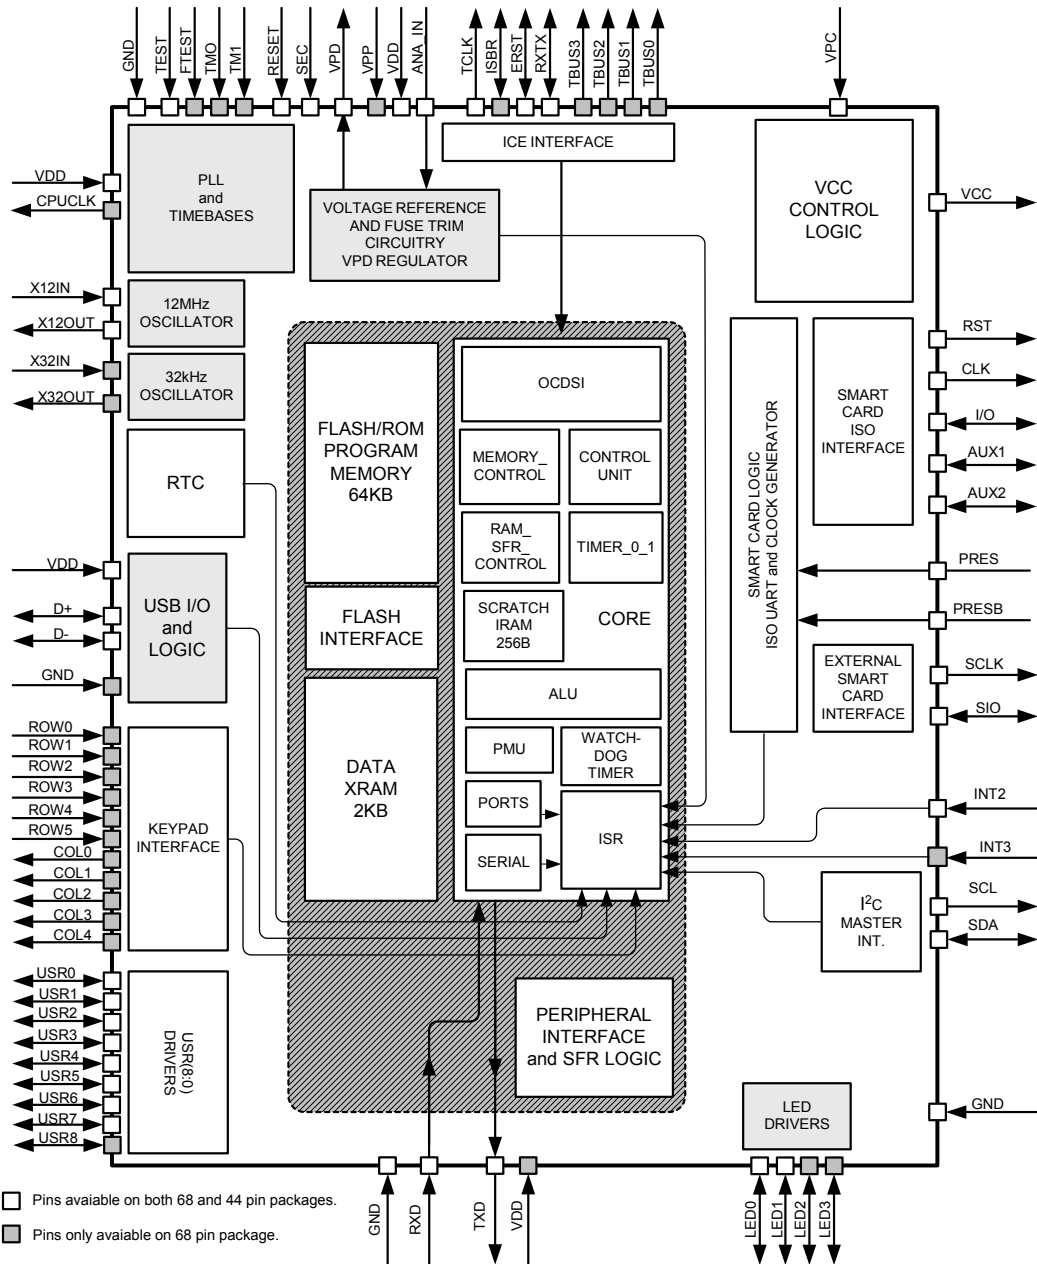 GND
TEST
FTEST
TMO
TM1
RESET
SEC
VPD
VPP
VDD
ANA_IN
TCLK
ISBR
ERST
RXTX
TBUS3
TBUS2
TBUS1
TBUS0
VPC
VDD
CPUCLK
PLL
and
TIMEBASES
VOLTAGE REFERENCE
AND FUSE TRIM
CIRCUITRY
VPD REGULATOR
ICE INTERFACE
VCC
CONTROL
LOGIC
VCC
X12IN
X12OUT
12MHz
OSCILLATOR
X32IN
X32OUT
32kHz
OSCILLATOR
RTC
VDD
D+
D-
GND
USB I/O
and
LOGIC
ROW0
ROW1
ROW2
ROW3
ROW4
ROW5
COL0
COL1
COL2
COL3
COL4
KEYPAD
INTERFACE
USR0
USR1
USR2
USR3
USR4
USR5
USR6
USR7
USR8
USR(8:0)
DRIVERS
FLASH/ROM
PROGRAM
MEMORY
64KB
FLASH
INTERFACE
DATA
XRAM
2KB
OCDSI
MEMORY_
CONTROL
CONTROL
UNIT
RAM_
SFR_
CONTROL
TIMER_0_1
SCRATCH
IRAM
256B
CORE
ALU
PMU
WATCH-
DOG
TIMER
PORTS
SERIAL
ISR
PERIPHERAL
INTERFACE
and SFR LOGIC
SMART CARD LOGIC
ISO UART and CLOCK GENERATOR
SMART
CARD
ISO
INTERFACE
EXTERNAL
SMART
CARD
INTERFACE
I²C
MASTER
INT.
RST
CLK
I/O
AUX1
AUX2
PRES
PRESB
SCLK
SIO
INT2
INT3
SCL
SDA
GND
LED
DRIVERS
GND
RXD
TXD
VDD
LED0
LED1
LED2
LED3
Pins avaiable on both 68 and 44 pin packages.
Pins only avaiable on 68 pin package.